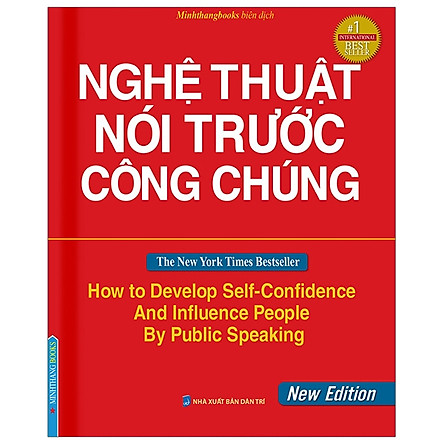 Minhthangbooks biên dịch
#1
INTERNATIONAL
BEST
SELLER
NGHỆ THUẬT
NÓI TRƯỚC
CÔNG CHÚNG
The New York Times Bestseller
How to Develop Self-Confidence
And Influence People
By Public Speaking
MINHTHANGBOOKS
NHÀ XUẤT BẢN DÂN TRÍ
New Edition